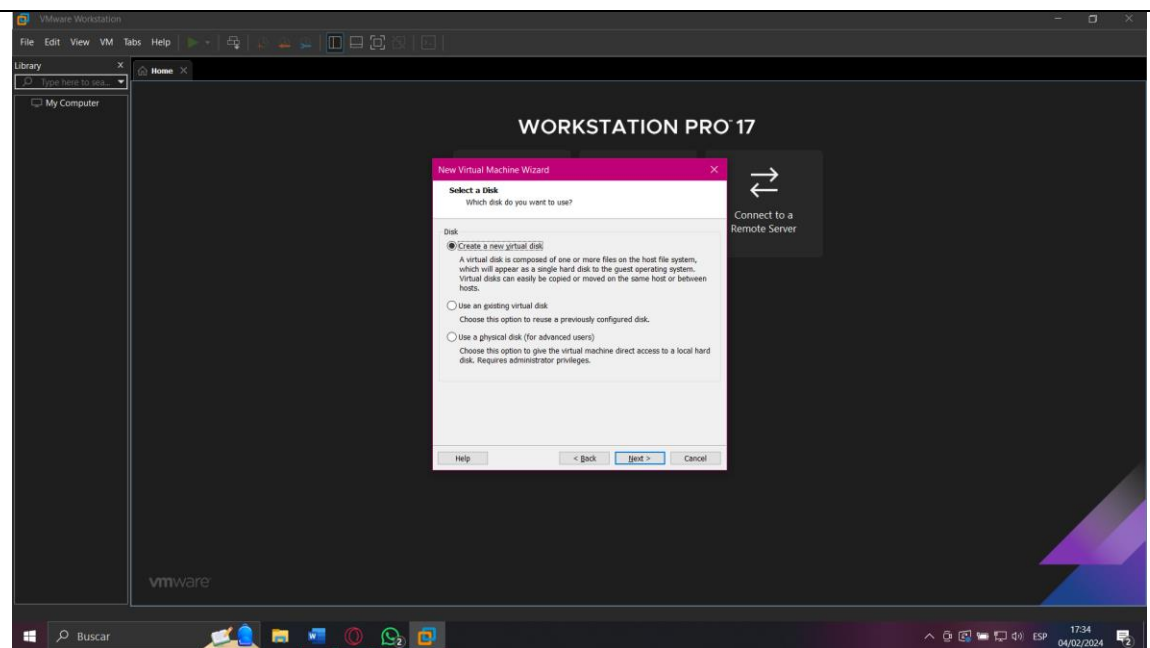 VMware Workstation
File Edit View VM Tabs Help
Library X
Type here to sea...
Home
My Computer
WORKSTATION PRO™ 17
New Virtual Machine Wizard
Select a Disk
Which disk do you want to use?
Connect to a
Remote Server
Disk
Create a new virtual disk
A virtual disk is composed of one or more files on the host file system,
which will appear as a single hard disk to the guest operating system.
Virtual disks can easily be copied or moved on the same host or between
hosts.
Use an existing virtual disk
Choose this option to reuse a previously configured disk.
Use a physical disk (for advanced users)
Choose this option to give the virtual machine direct access to a local hard
disk. Requires administrator privileges.
Help < Back Next > Cancel
vmware
Buscar
2
ESP
17:34
04/02/2024
2